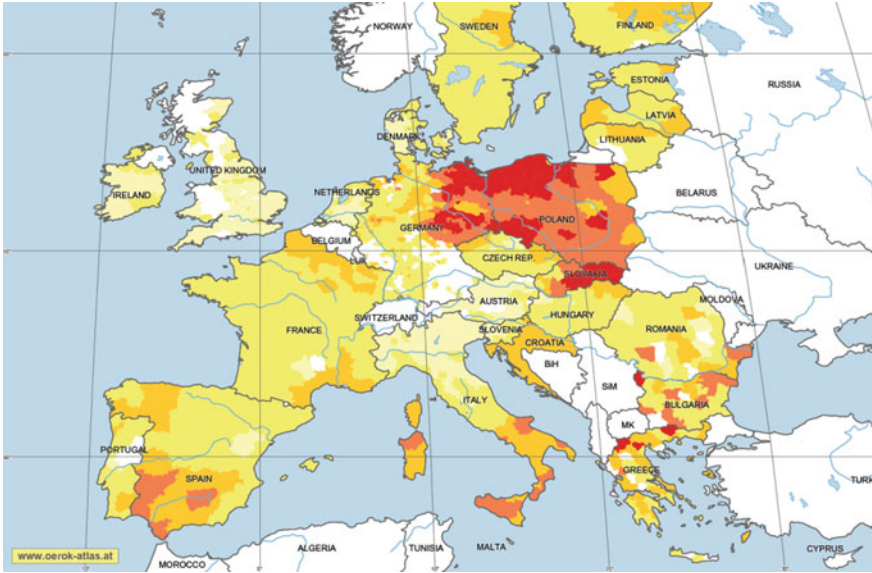 NORWAY
SWEDEN
FINLAND
RUSSIA
ESTONIA
LATVIA
LITHUANIA
DENMARK
UNITED KINGDOM
IRELAND
NETHERLANDS
BELARUS
POLAND
GERMANY
BELGIUM
LUX
CZECH REP.
UKRAINE
SLOVAKIA
MOLDOVA
AUSTRIA
SWITZERLAND
HUNGARY
FRANCE
SLOVENIA
ROMANIA
CROATIA
BiH
SiM
ITALY
BULGARIA
MK
PORTUGAL
SPAIN
GREECE
TURK
MALTA
ALGERIA
TUNISIA
CYPRUS
MOROCCO
www.oerok-atlas.at